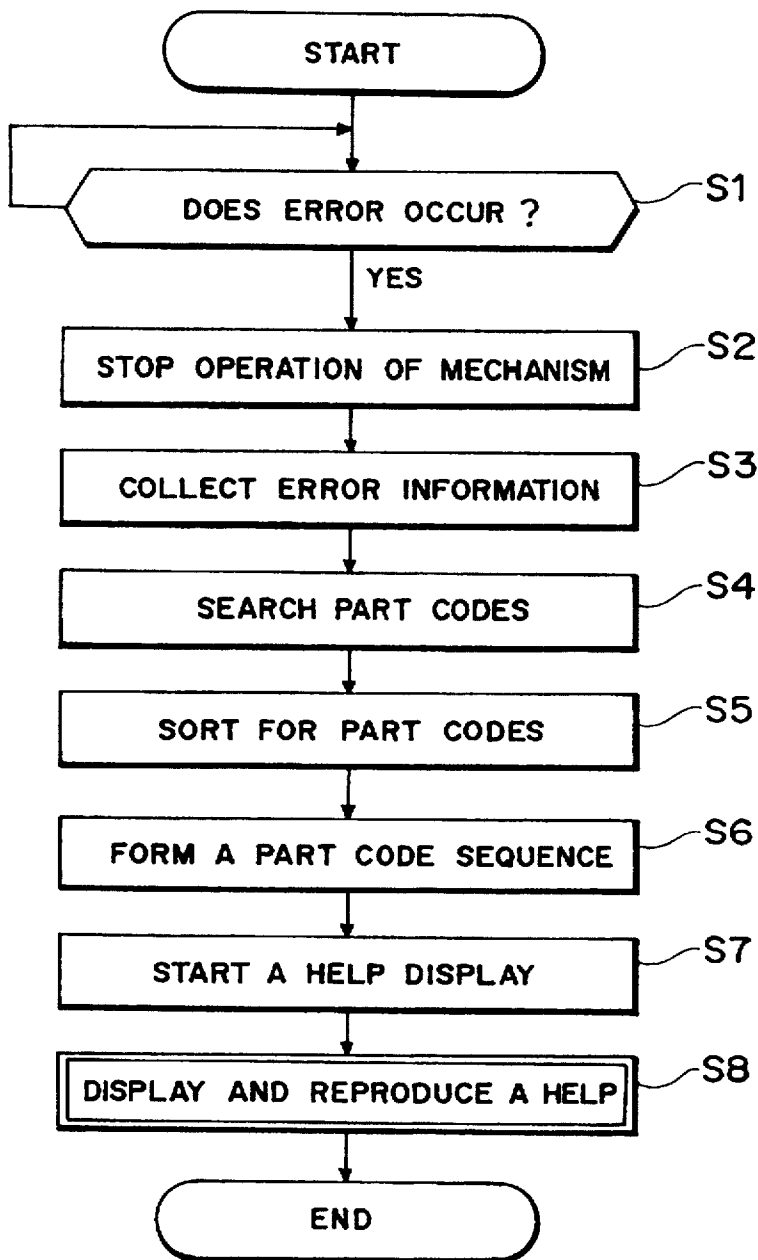 START
DOES ERROR OCCUR ?
S1
YES
STOP OPERATION OF MECHANISM
S2
COLLECT ERROR INFORMATION
S3
SEARCH PART CODES
S4
SORT FOR PART CODES
S5
FORM A PART CODE SEQUENCE
S6
START A HELP DISPLAY
S7
DISPLAY AND REPRODUCE A HELP
S8
END